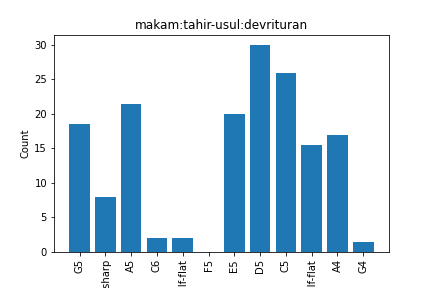 makam:tahir-usul:devrituran
Count
30
25
20
15
10
5
0
G5
sharp
A5
C6
lf-flat
F5
E5
D5
C5
lf-flat
A4
G4